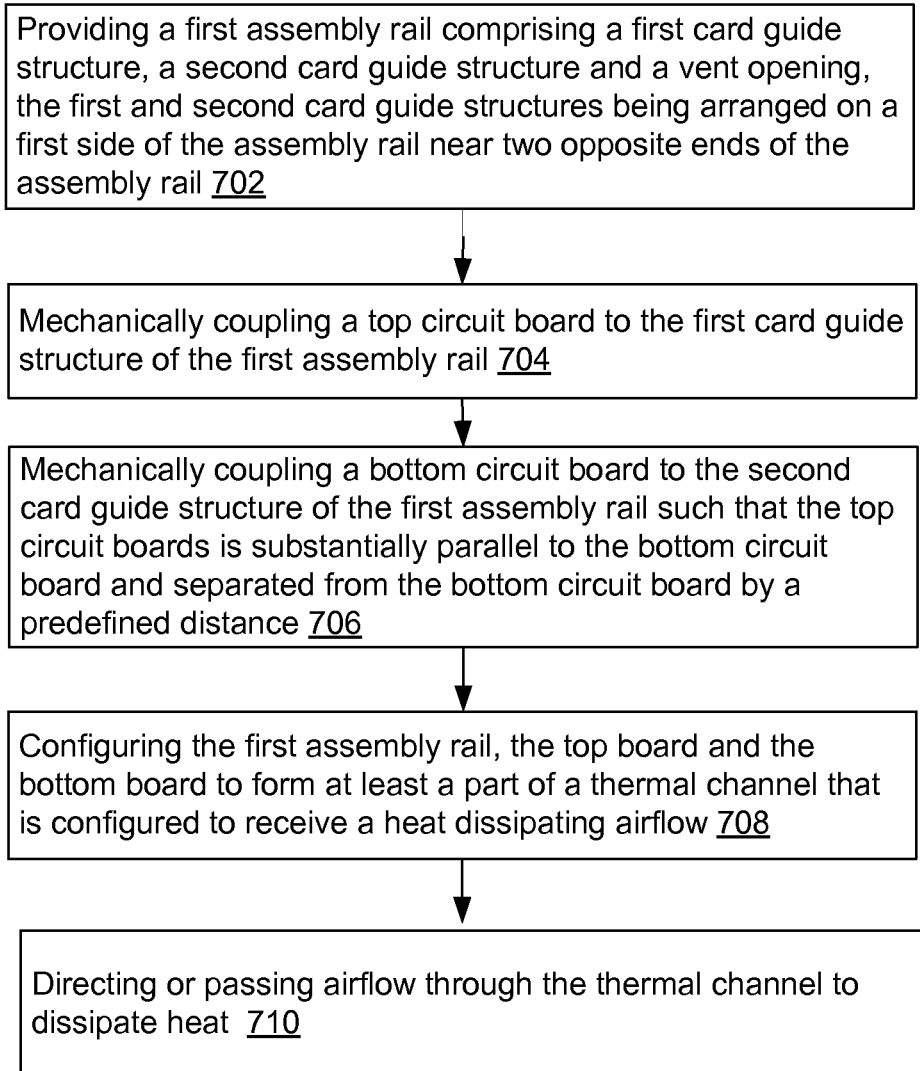 Providing a first assembly rail comprising a first card guide
structure, a second card guide structure and a vent opening,
the first and second card guide structures being arranged on a
first side of the assembly rail near two opposite ends of the
assembly rail 702
Mechanically coupling a top circuit board to the first card guide
structure of the first assembly rail 704
Mechanically coupling a bottom circuit board to the second
card guide structure of the first assembly rail such that the top
circuit boards is substantially parallel to the bottom circuit
board and separated from the bottom circuit board by a
predefined distance 706
Configuring the first assembly rail, the top board and the
bottom board to form at least a part of a thermal channel that
is configured to receive a heat dissipating airflow 708
Directing or passing airflow through the thermal channel to
dissipate heat 710